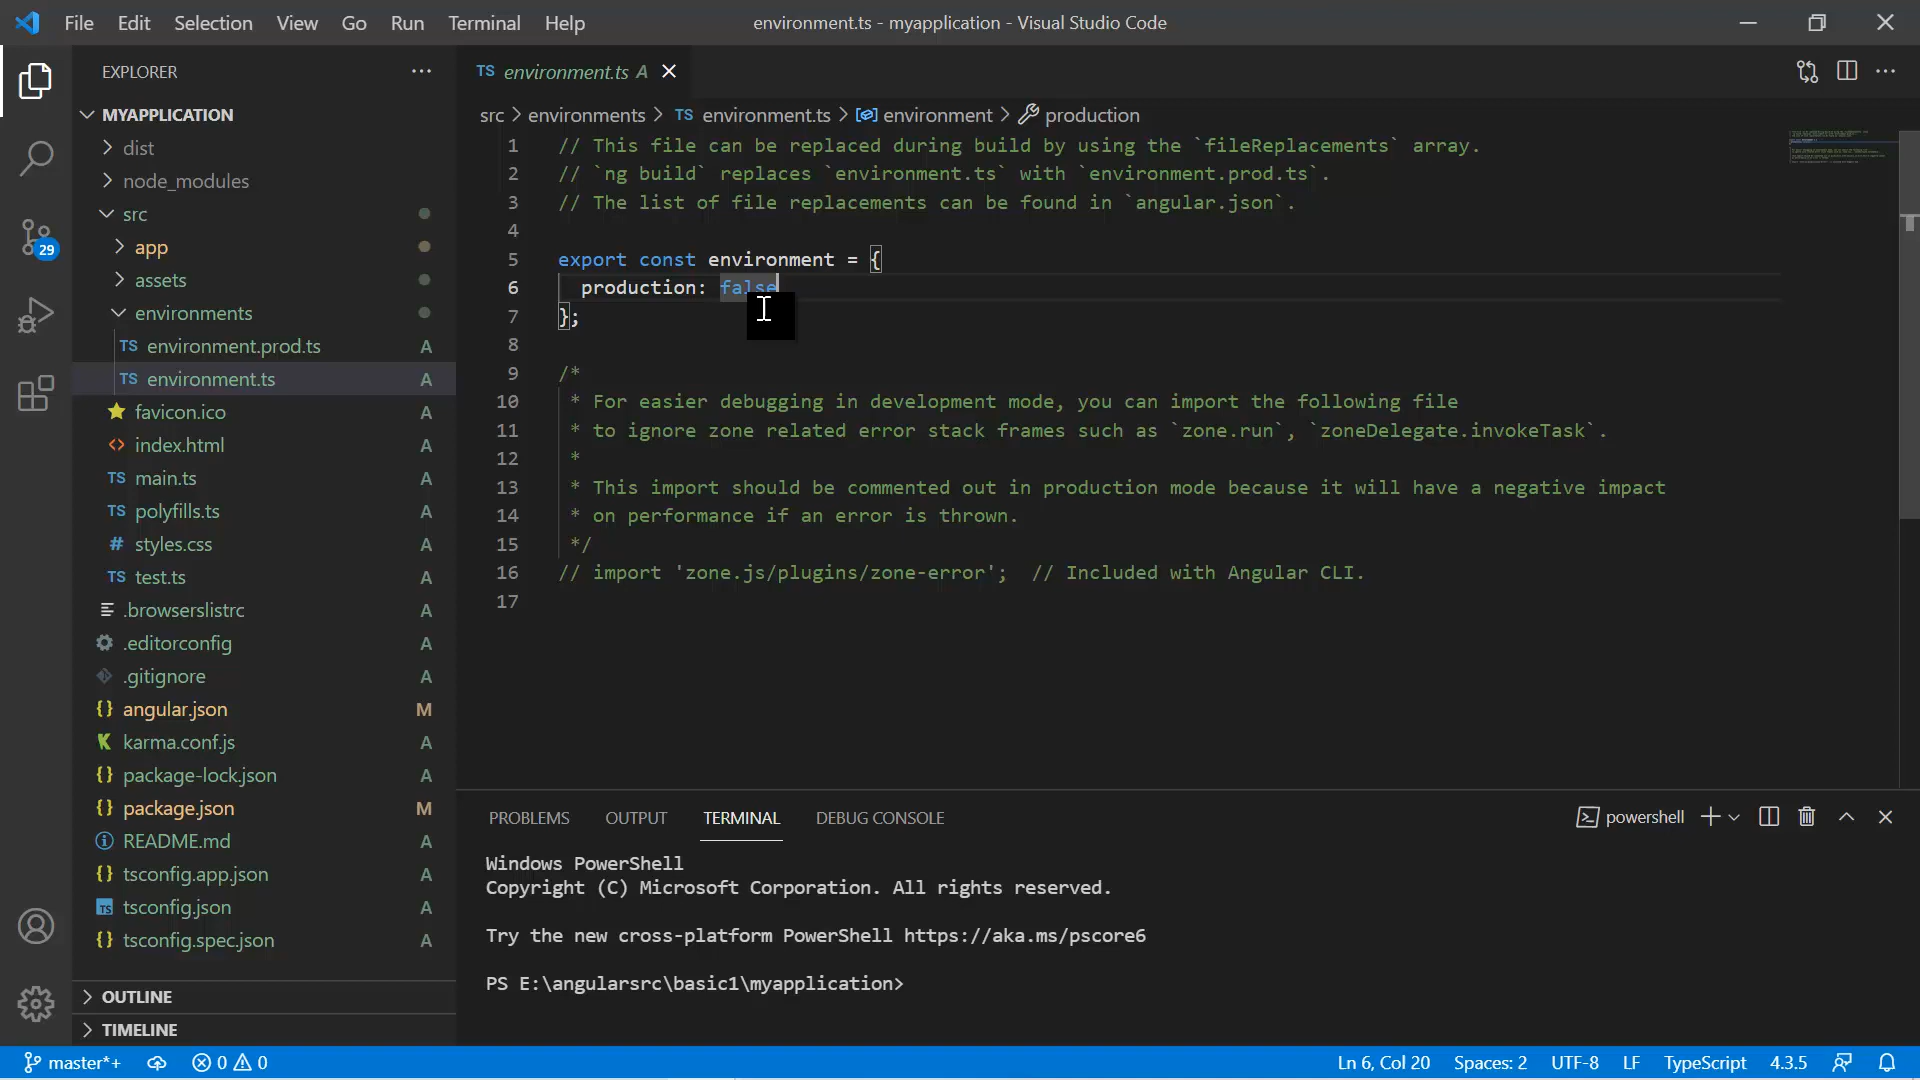 File Edit Selection View Go Run Terminal Help
environment.ts - myapplication - Visual Studio Code
EXPLORER
MYAPPLICATION
dist
node_modules
src
app
assets
environments
TS environment.prod.ts A
TS environment.ts A
favicon.ico A
<> index.html A
TS main.ts A
TS polyfills.ts A
# styles.css A
TS test.ts A
.browserslistrc A
.editorconfig A
.gitignore A
{} angular.json M
K karma.conf.js A
{} package-lock.json A
{} package.json M
README.md A
{} tsconfig.app.json A
TS tsconfig.json A
{} tsconfig.spec.json A
OUTLINE
TIMELINE
29
TS environment.ts A
src > environments > TS environment.ts > environment > production
1 // This file can be replaced during build by using the `fileReplacements` array.
2 // `ng build` replaces `environment.ts` with `environment.prod.ts`.
3 // The list of file replacements can be found in `angular.json`.
4
5 export const environment = {
6 production: false
7 };
8
9 /*
10 * For easier debugging in development mode, you can import the following file
11 * to ignore zone related error stack frames such as `zone.run`, `zoneDelegate.invokeTask`.
12 *
13 * This import should be commented out in production mode because it will have a negative impact
14 * on performance if an error is thrown.
15 */
16 // import 'zone.js/plugins/zone-error'; // Included with Angular CLI.
17
PROBLEMS OUTPUT TERMINAL DEBUG CONSOLE
powershell
Windows PowerShell
Copyright (C) Microsoft Corporation. All rights reserved.
Try the new cross-platform PowerShell https://aka.ms/pscore6
PS E:\angularsrc\basic1\myapplication>
master*+ 0 0
Ln 6, Col 20 Spaces: 2 UTF-8 LF TypeScript 4.3.5